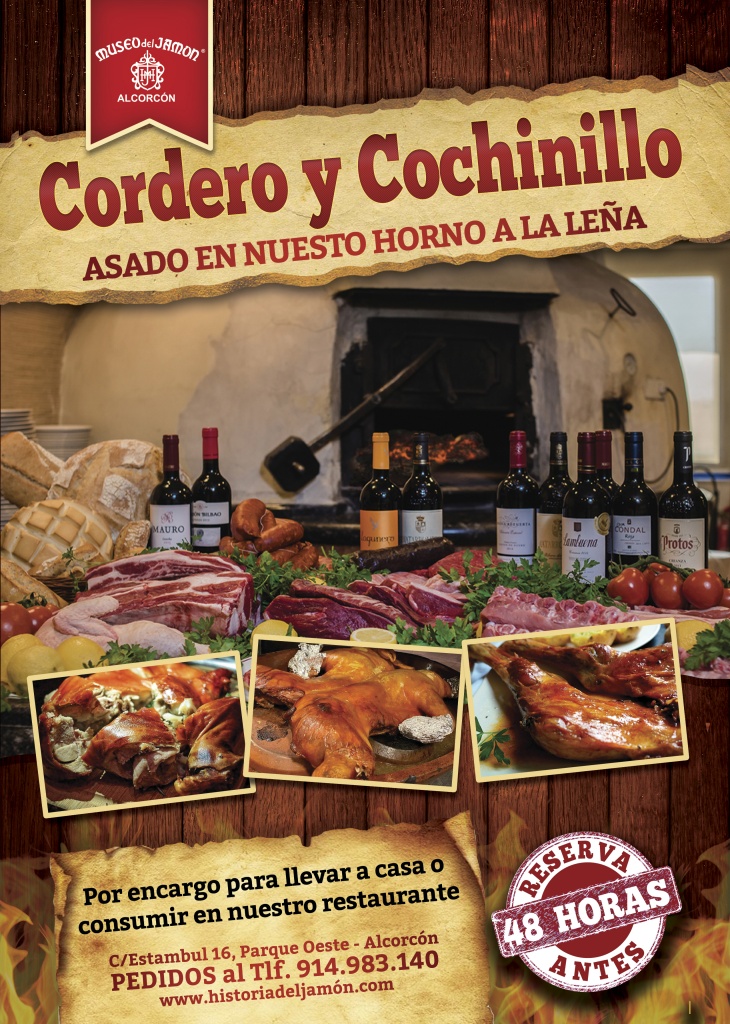 MUSEO del JAMON®
ALCORCÓN
Cordero y Cochinillo
ASADO EN NUESTO HORNO A LA LEÑA
MAURO
BILBAO
CONDAL
Protos
Por encargo para llevar a casa o
consumir en nuestro restaurante
C/Estambul 16, Parque Oeste - Alcorcón
PEDIDOS al Tlf. 914.983.140
www.historiadeljamón.com
RESERVA
48 HORAS
ANTES